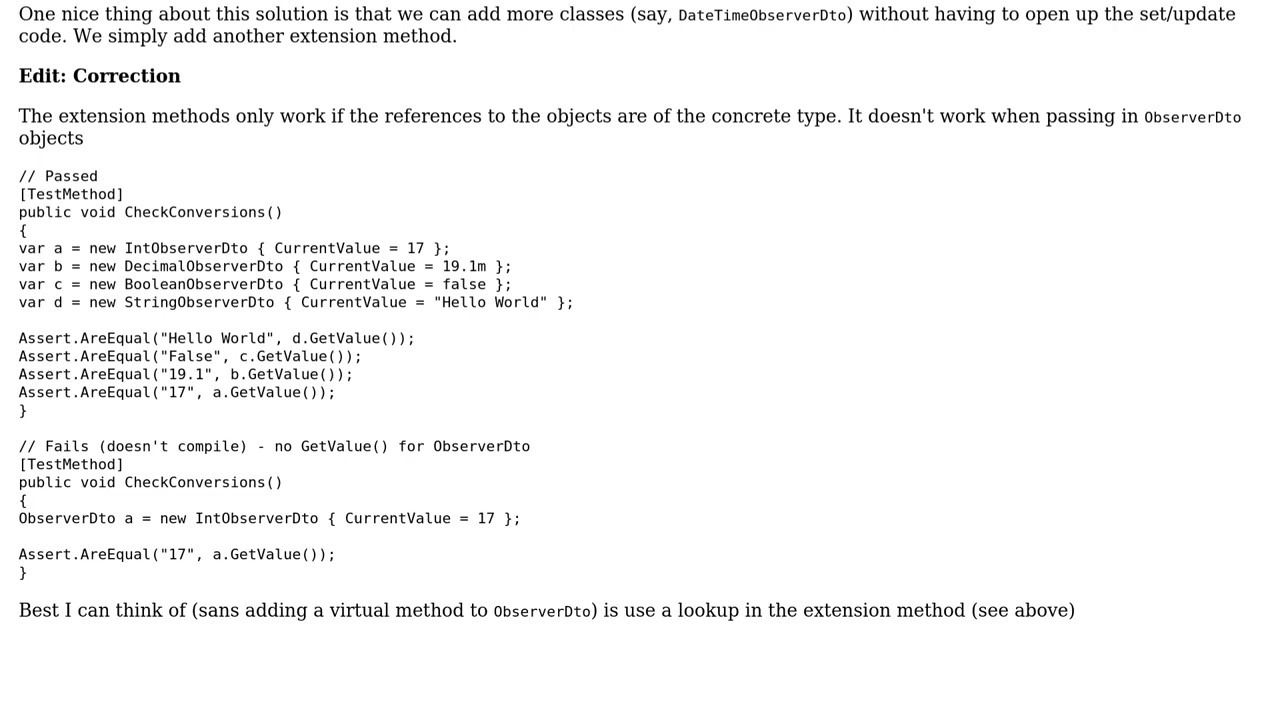 One nice thing about this solution is that we can add more classes (say, DateTimeObserverDto) without having to open up the set/update
code. We simply add another extension method.
Edit: Correction
The extension methods only work if the references to the objects are of the concrete type. It doesn't work when passing in ObserverDto
objects
// Passed
[TestMethod]
public void CheckConversions()
{
var a = new IntObserverDto { CurrentValue = 17 };
var b = new DecimalObserverDto { CurrentValue = 19.1m };
var c = new BooleanObserverDto { CurrentValue = false };
var d = new StringObserverDto { CurrentValue = "Hello World" };
Assert.AreEqual("Hello World", d.GetValue());
Assert.AreEqual("False", c.GetValue());
Assert.AreEqual("19.1", b.GetValue());
Assert.AreEqual("17", a.GetValue());
}
// Fails (doesn't compile) - no GetValue() for ObserverDto
[TestMethod]
public void CheckConversions()
{
ObserverDto a = new IntObserverDto { CurrentValue = 17 };
Assert.AreEqual("17", a.GetValue());
}
Best I can think of (sans adding a virtual method to ObserverDto) is use a lookup in the extension method (see above)